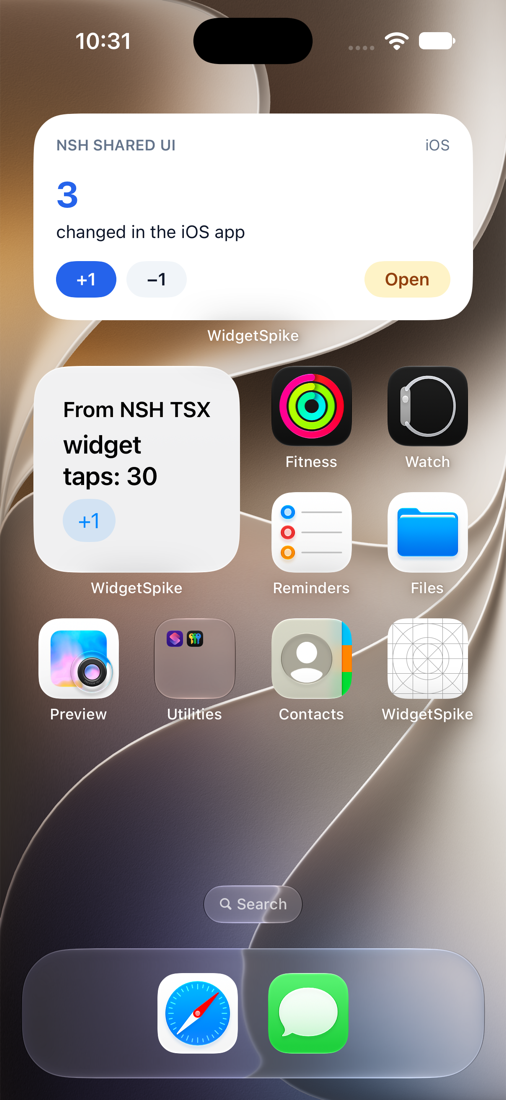 10:31
NSH SHARED UI
iOS
3
changed in the iOS app
+1
−1
Open
WidgetSpike
From NSH TSX
widget
taps: 30
+1
WidgetSpike
Fitness
Watch
Reminders
Files
Preview
Utilities
Contacts
WidgetSpike
Search